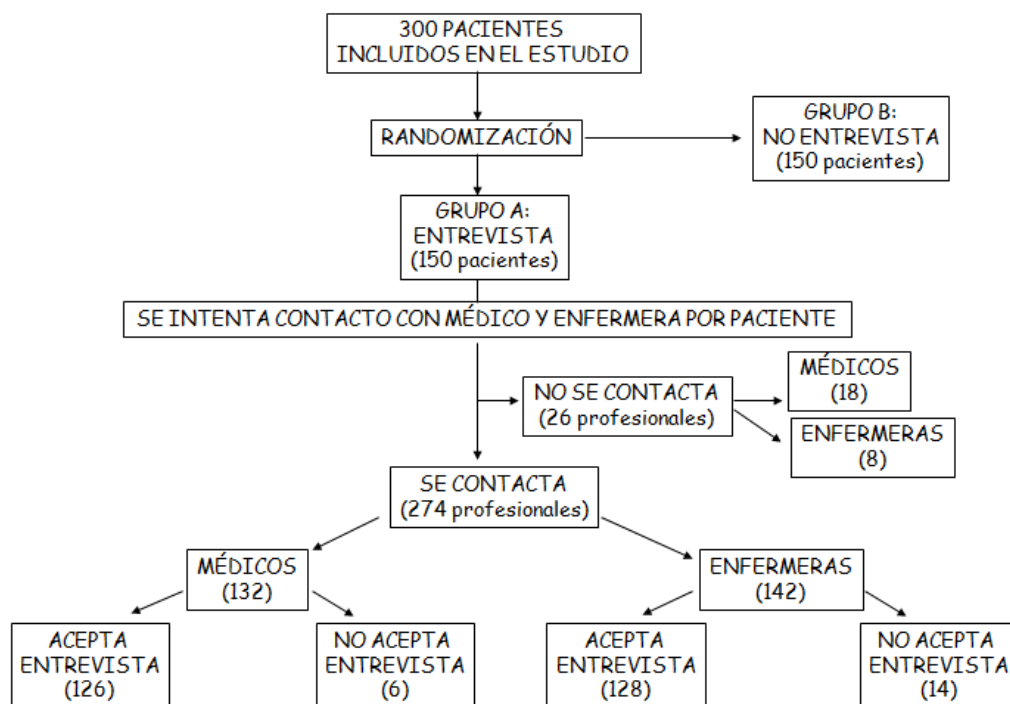 300 PACIENTES
INCLUIDOS EN EL ESTUDIO
RANDOMIZACIÓN
GRUPO B:
NO ENTREVISTA
(150 pacientes)
GRUPO A:
ENTREVISTA
(150 pacientes)
SE INTENTA CONTACTO CON MÉDICO Y ENFERMERA POR PACIENTE
NO SE CONTACTA
(26 profesionales)
MÉDICOS
(18)
ENFERMERAS
(8)
SE CONTACTA
(274 profesionales)
MÉDICOS
(132)
ENFERMERAS
(142)
ACEPTA
ENTREVISTA
(126)
NO ACEPTA
ENTREVISTA
(6)
ACEPTA
ENTREVISTA
(128)
NO ACEPTA
ENTREVISTA
(14)